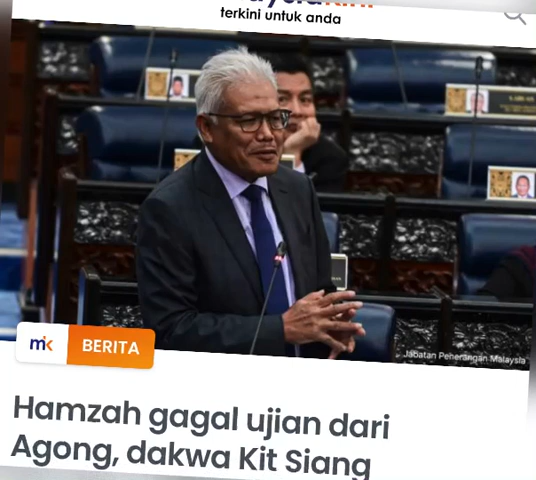 terkini untuk anda
Jabatan Penerangan Malaysia
mk BERITA
Hamzah gagal ujian dari
Agong, dakwa Kit Siang